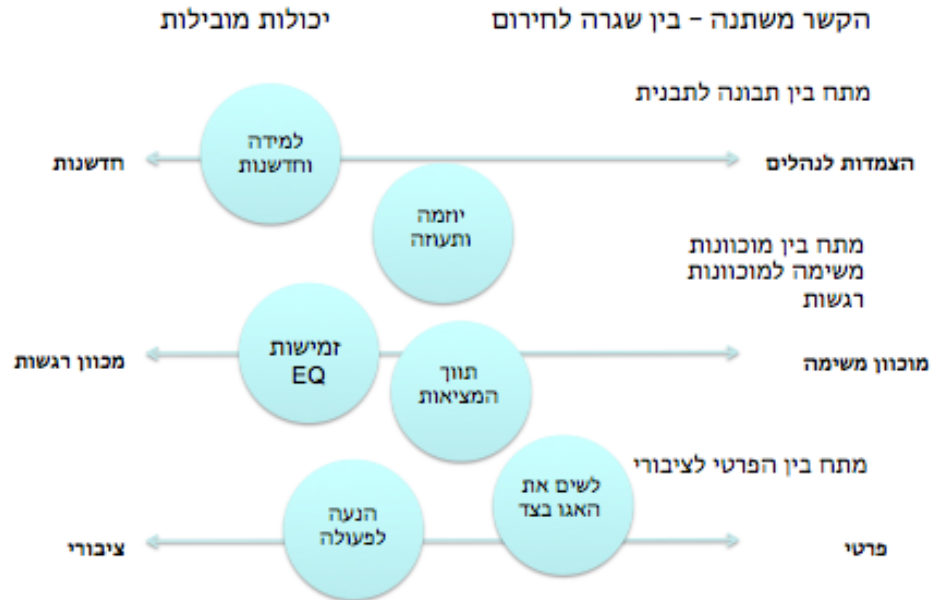 הקשר משתנה – בין שגרה לחירום
יכולות מובילות
מתח בין תבונה לתבנית
למידה
וחדשנות
הצמדות לנהלים
חדשנות
יוזמה
ותעוזה
מתח בין מוכוונות
משימה למוכוונות
רגשות
זמישות
EQ
תווך
המציאות
מוכוון משימה
מכוון רגשות
מתח בין הפרטי לציבורי
לשים את
האגו בצד
הנעה
לפעולה
פרטי
ציבורי